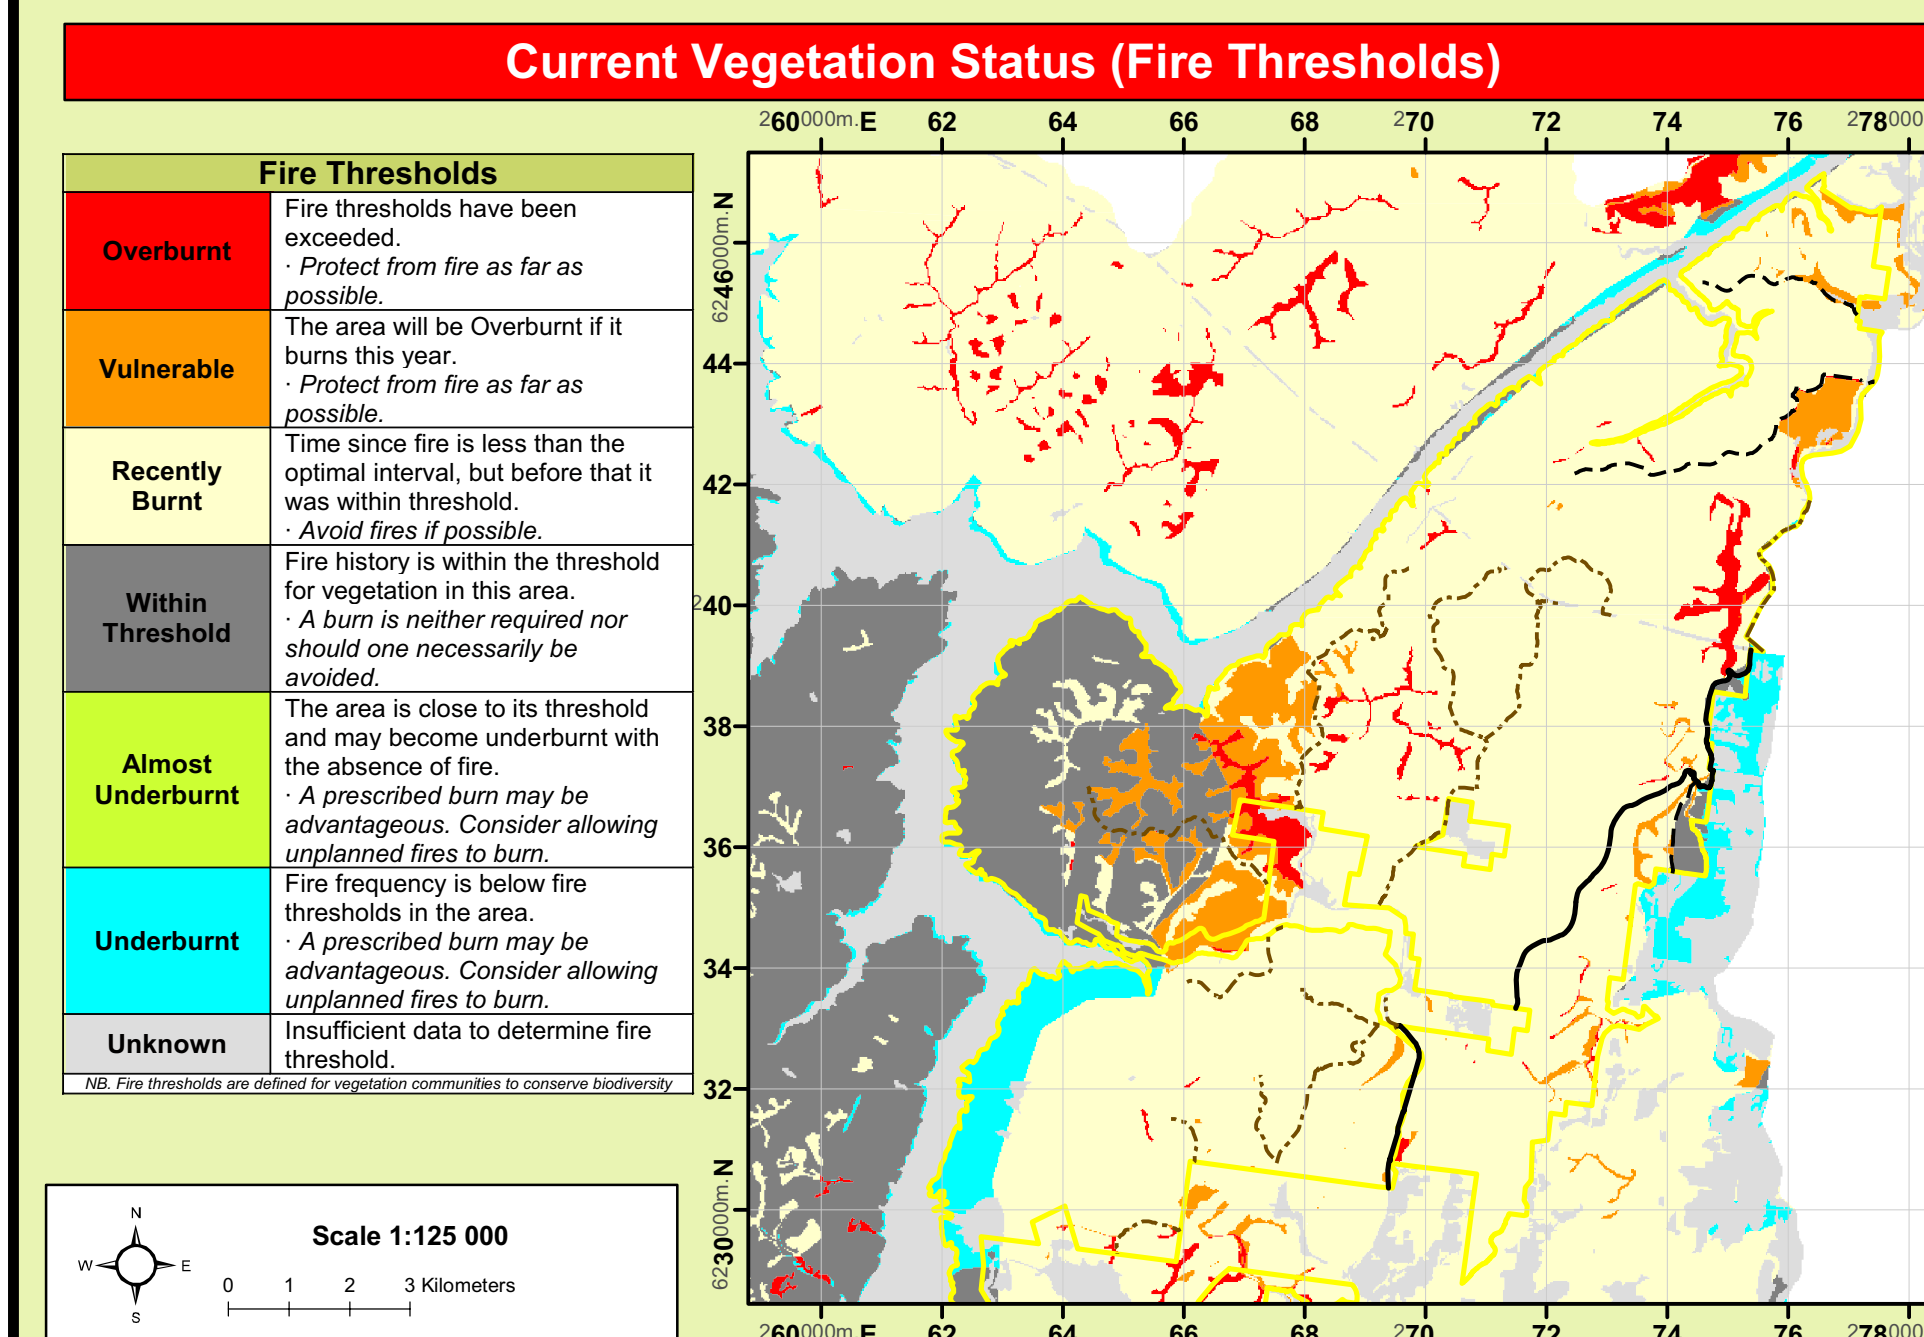 Current Vegetation Status (Fire Thresholds)
260000m.E 62 64 66 68 270 72 74 76 278000
Fire Thresholds
Overburnt
Fire thresholds have been
exceeded.
· Protect from fire as far as
possible.
Vulnerable
The area will be Overburnt if it
burns this year.
· Protect from fire as far as
possible.
Recently
Burnt
Time since fire is less than the
optimal interval, but before that it
was within threshold.
· Avoid fires if possible.
Within
Threshold
Fire history is within the threshold
for vegetation in this area.
· A burn is neither required nor
should one necessarily be
avoided.
Almost
Underburnt
The area is close to its threshold
and may become underburnt with
the absence of fire.
· A prescribed burn may be
advantageous. Consider allowing
unplanned fires to burn.
Underburnt
Fire frequency is below fire
thresholds in the area.
· A prescribed burn may be
advantageous. Consider allowing
unplanned fires to burn.
Unknown
Insufficient data to determine fire
threshold.
NB. Fire thresholds are defined for vegetation communities to conserve biodiversity
6246000m.N
44
42
240
38
36
34
32
6230000m.N
N
W E
S
Scale 1:125 000
0 1 2 3 Kilometers
260000m.E 62 64 66 68 270 72 74 76 278000